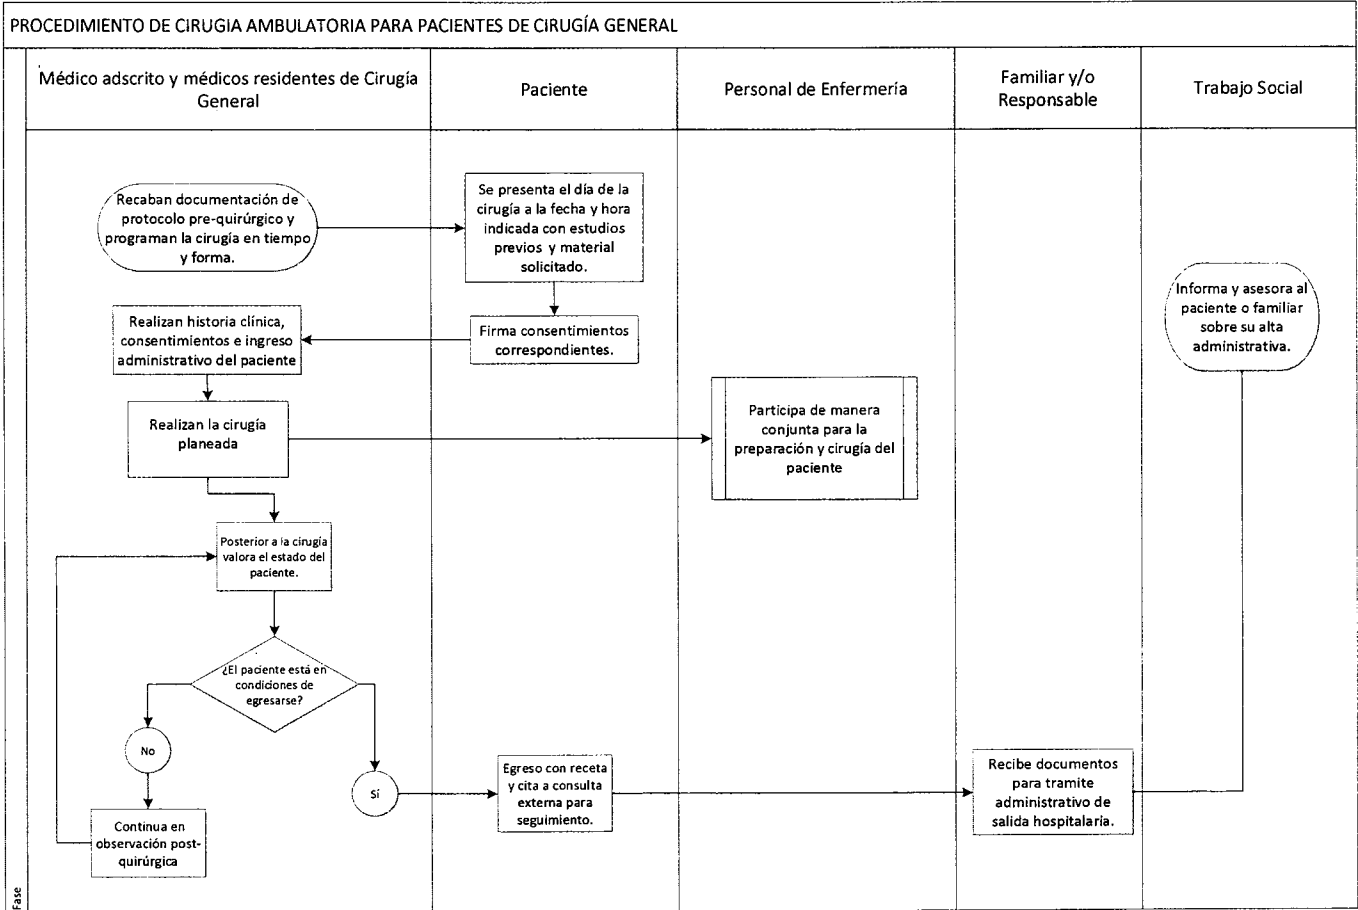 PROCEDIMIENTO DE CIRUGIA AMBULATORIA PARA PACIENTES DE CIRUGÍA GENERAL
Médico adscrito y médicos residentes de Cirugía
General
Paciente
Personal de Enfermería
Familiar y/o
Responsable
Trabajo Social
Recaban documentación de
protocolo pre-quirúrgico y
programan la cirugía en tiempo
y forma.
Se presenta el día de la
cirugía a la fecha y hora
indicada con estudios
previos y material
solicitado.
Firma consentimientos
correspondientes.
Realizan historia clínica,
consentimientos e ingreso
administrativo del paciente
Realizan la cirugía
planeada
Participa de manera
conjunta para la
preparación y cirugía del
paciente
Posterior a la cirugía
valora el estado del
paciente.
¿El paciente está en
condiciones de
egresarse?
No
Sí
Continua en
observación post-
quirúrgica
Egreso con receta
y cita a consulta
externa para
seguimiento.
Recibe documentos
para tramite
administrativo de
salida hospitalaría.
Informa y asesora al
paciente o familiar
sobre su alta
administrativa.
Fase